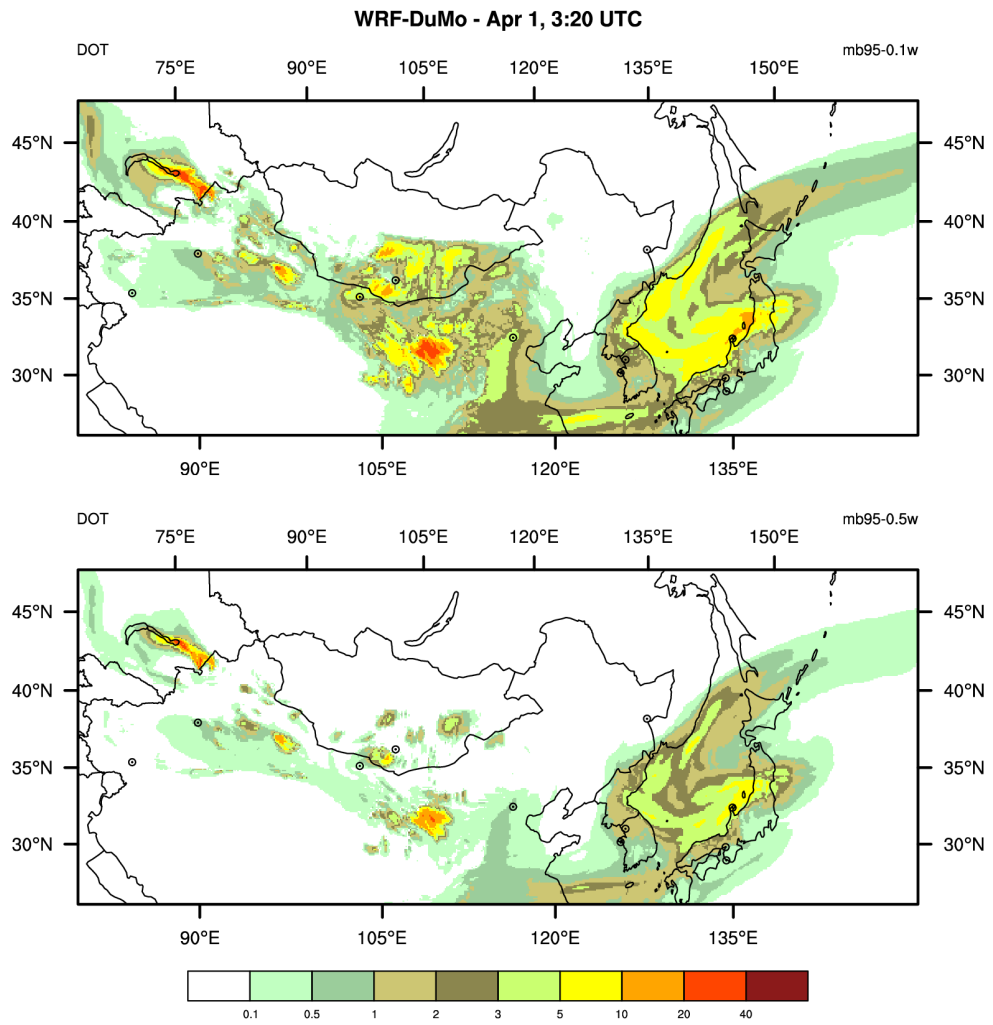 WRF-DuMo - Apr 1, 3:20 UTC
DOT mb95-0.1w
75°E 90°E 105°E 120°E 135°E 150°E
45°N 45°N
40°N 40°N
35°N 35°N
30°N 30°N
90°E 105°E 120°E 135°E
DOT mb95-0.5w
75°E 90°E 105°E 120°E 135°E 150°E
45°N 45°N
40°N 40°N
35°N 35°N
30°N 30°N
90°E 105°E 120°E 135°E
0.1 0.5 1 2 3 5 10 20 40